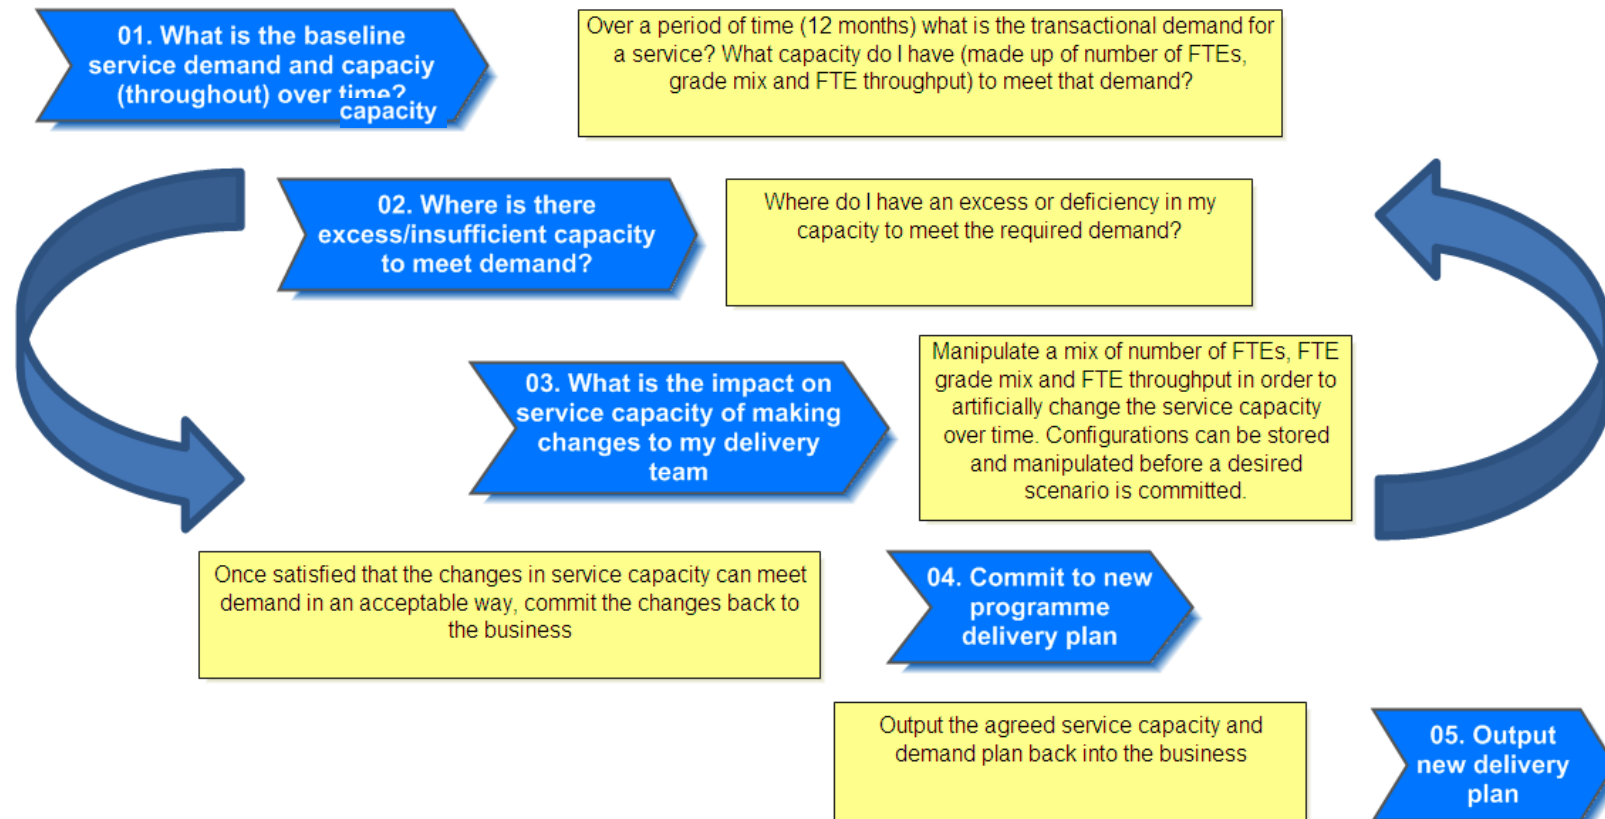 01. What is the baseline
service demand and capaciy
(throughout) over time?
capacity
Over a period of time (12 months) what is the transactional demand for
a service? What capacity do I have (made up of number of FTEs,
grade mix and FTE throughput) to meet that demand?
02. Where is there
excess/insufficient capacity
to meet demand?
Where do I have an excess or deficiency in my
capacity to meet the required demand?
03. What is the impact on
service capacity of making
changes to my delivery
team
Manipulate a mix of number of FTEs, FTE
grade mix and FTE throughput in order to
artificially change the service capacity
over time. Configurations can be stored
and manipulated before a desired
scenario is committed.
Once satisfied that the changes in service capacity can meet
demand in an acceptable way, commit the changes back to
the business
04. Commit to new
programme
delivery plan
Output the agreed service capacity and
demand plan back into the business
05. Output
new delivery
plan